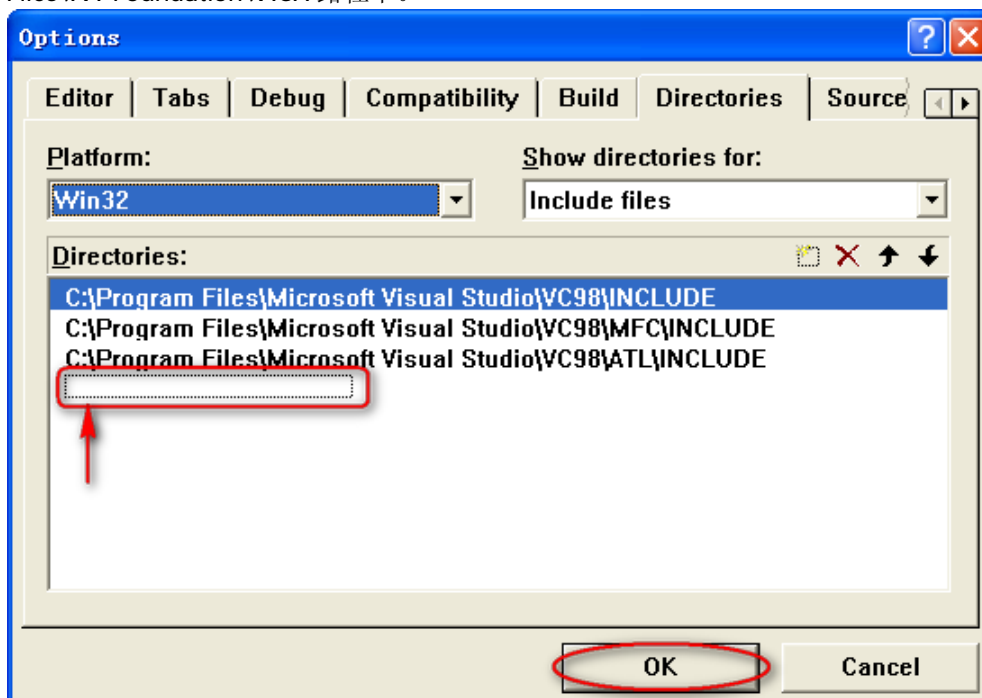 Options
Editor Tabs Debug Compatibility Build Directories Source
Platform: Show directories for:
Win32 Include files
Directories:
C:\Program Files\Microsoft Visual Studio\VC98\INCLUDE
C:\Program Files\Microsoft Visual Studio\VC98\MFC\INCLUDE
C:\Program Files\Microsoft Visual Studio\VC98\ATL\INCLUDE
OK Cancel